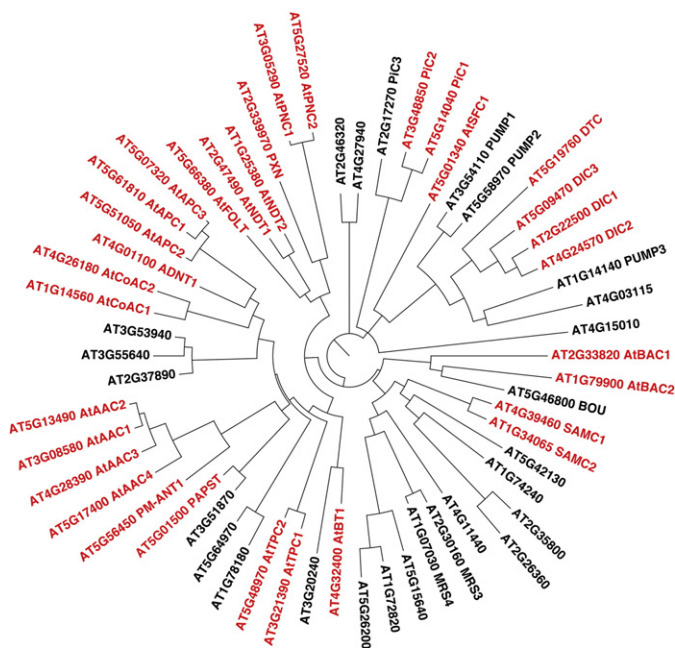 AT2G46320
AT4G27940
AT2G17270 PiC3
AT3G48850 PiC2
AT5G14040 PiC1
AT5G01340 AtSFC1
AT3G54110 PUMP1
AT5G58970 PUMP2
AT5G19760 DTC
AT5G09470 DIC3
AT2G22500 DIC1
AT4G24570 DIC2
AT1G14140 PUMP3
AT4G03115
AT4G15010
AT2G33820 AtBAC1
AT1G79900 AtBAC2
AT5G46800 BOU
AT4G39460 SAMC1
AT1G34065 SAMC2
AT5G42130
AT1G74240
AT2G35800
AT2G26360
AT4G11440
AT2G30160 MRS3
AT1G07030 MRS4
AT5G15640
AT1G72820
AT5G26200
AT4G32400 AtBT1
AT3G20240
AT3G21390 AtTPC1
AT5G48970 AtTPC2
AT1G78180
AT5G64970
AT3G51870
AT5G01500 PAPST
AT5G56450 PM-ANT1
AT5G17400 AtAAC4
AT4G28390 AtAAC3
AT3G08580 AtAAC1
AT5G13490 AtAAC2
AT2G37890
AT3G55640
AT3G53940
AT1G14560 AtCoAC1
AT4G26180 AtCoAC2
AT4G01100 ADNT1
AT5G51050 AtAPC2
AT5G61810 AtAPC1
AT5G07320 AtAPC3
AT5G66380 AtFOLT
AT2G47490 AtNDT1
AT1G25380 AtNDT2
AT2G339970 PXN
AT3G05290 AtPNC1
AT5G27520 AtPNC2